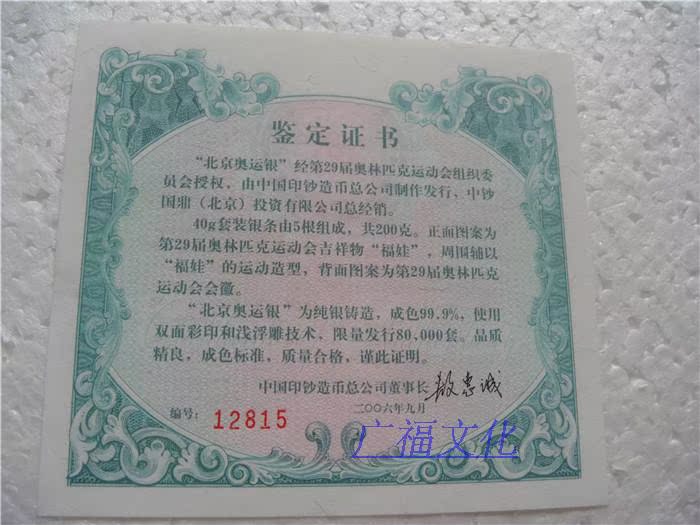 鉴定证书
“北京奥运银”经第29届奥林匹克运动会组织委
员会授权，由中国印钞造币总公司制作发行、中钞
国鼎（北京）投资有限公司总经销。
40g套装银条由5根组成，共200克。正面图案为
第29届奥林匹克运动会吉祥物“福娃”，周围辅以
“福娃”的运动造型，背面图案为第29届奥林匹克
运动会会徽。
“北京奥运银”为纯银铸造，成色99.9%，使用
双面彩印和浅浮雕技术、限量发行80,000套。品质
精良，成色标准，质量合格，谨此证明。
中国印钞造币总公司董事长 敖惠诚
二〇〇六年九月
编号：12815
广福文化